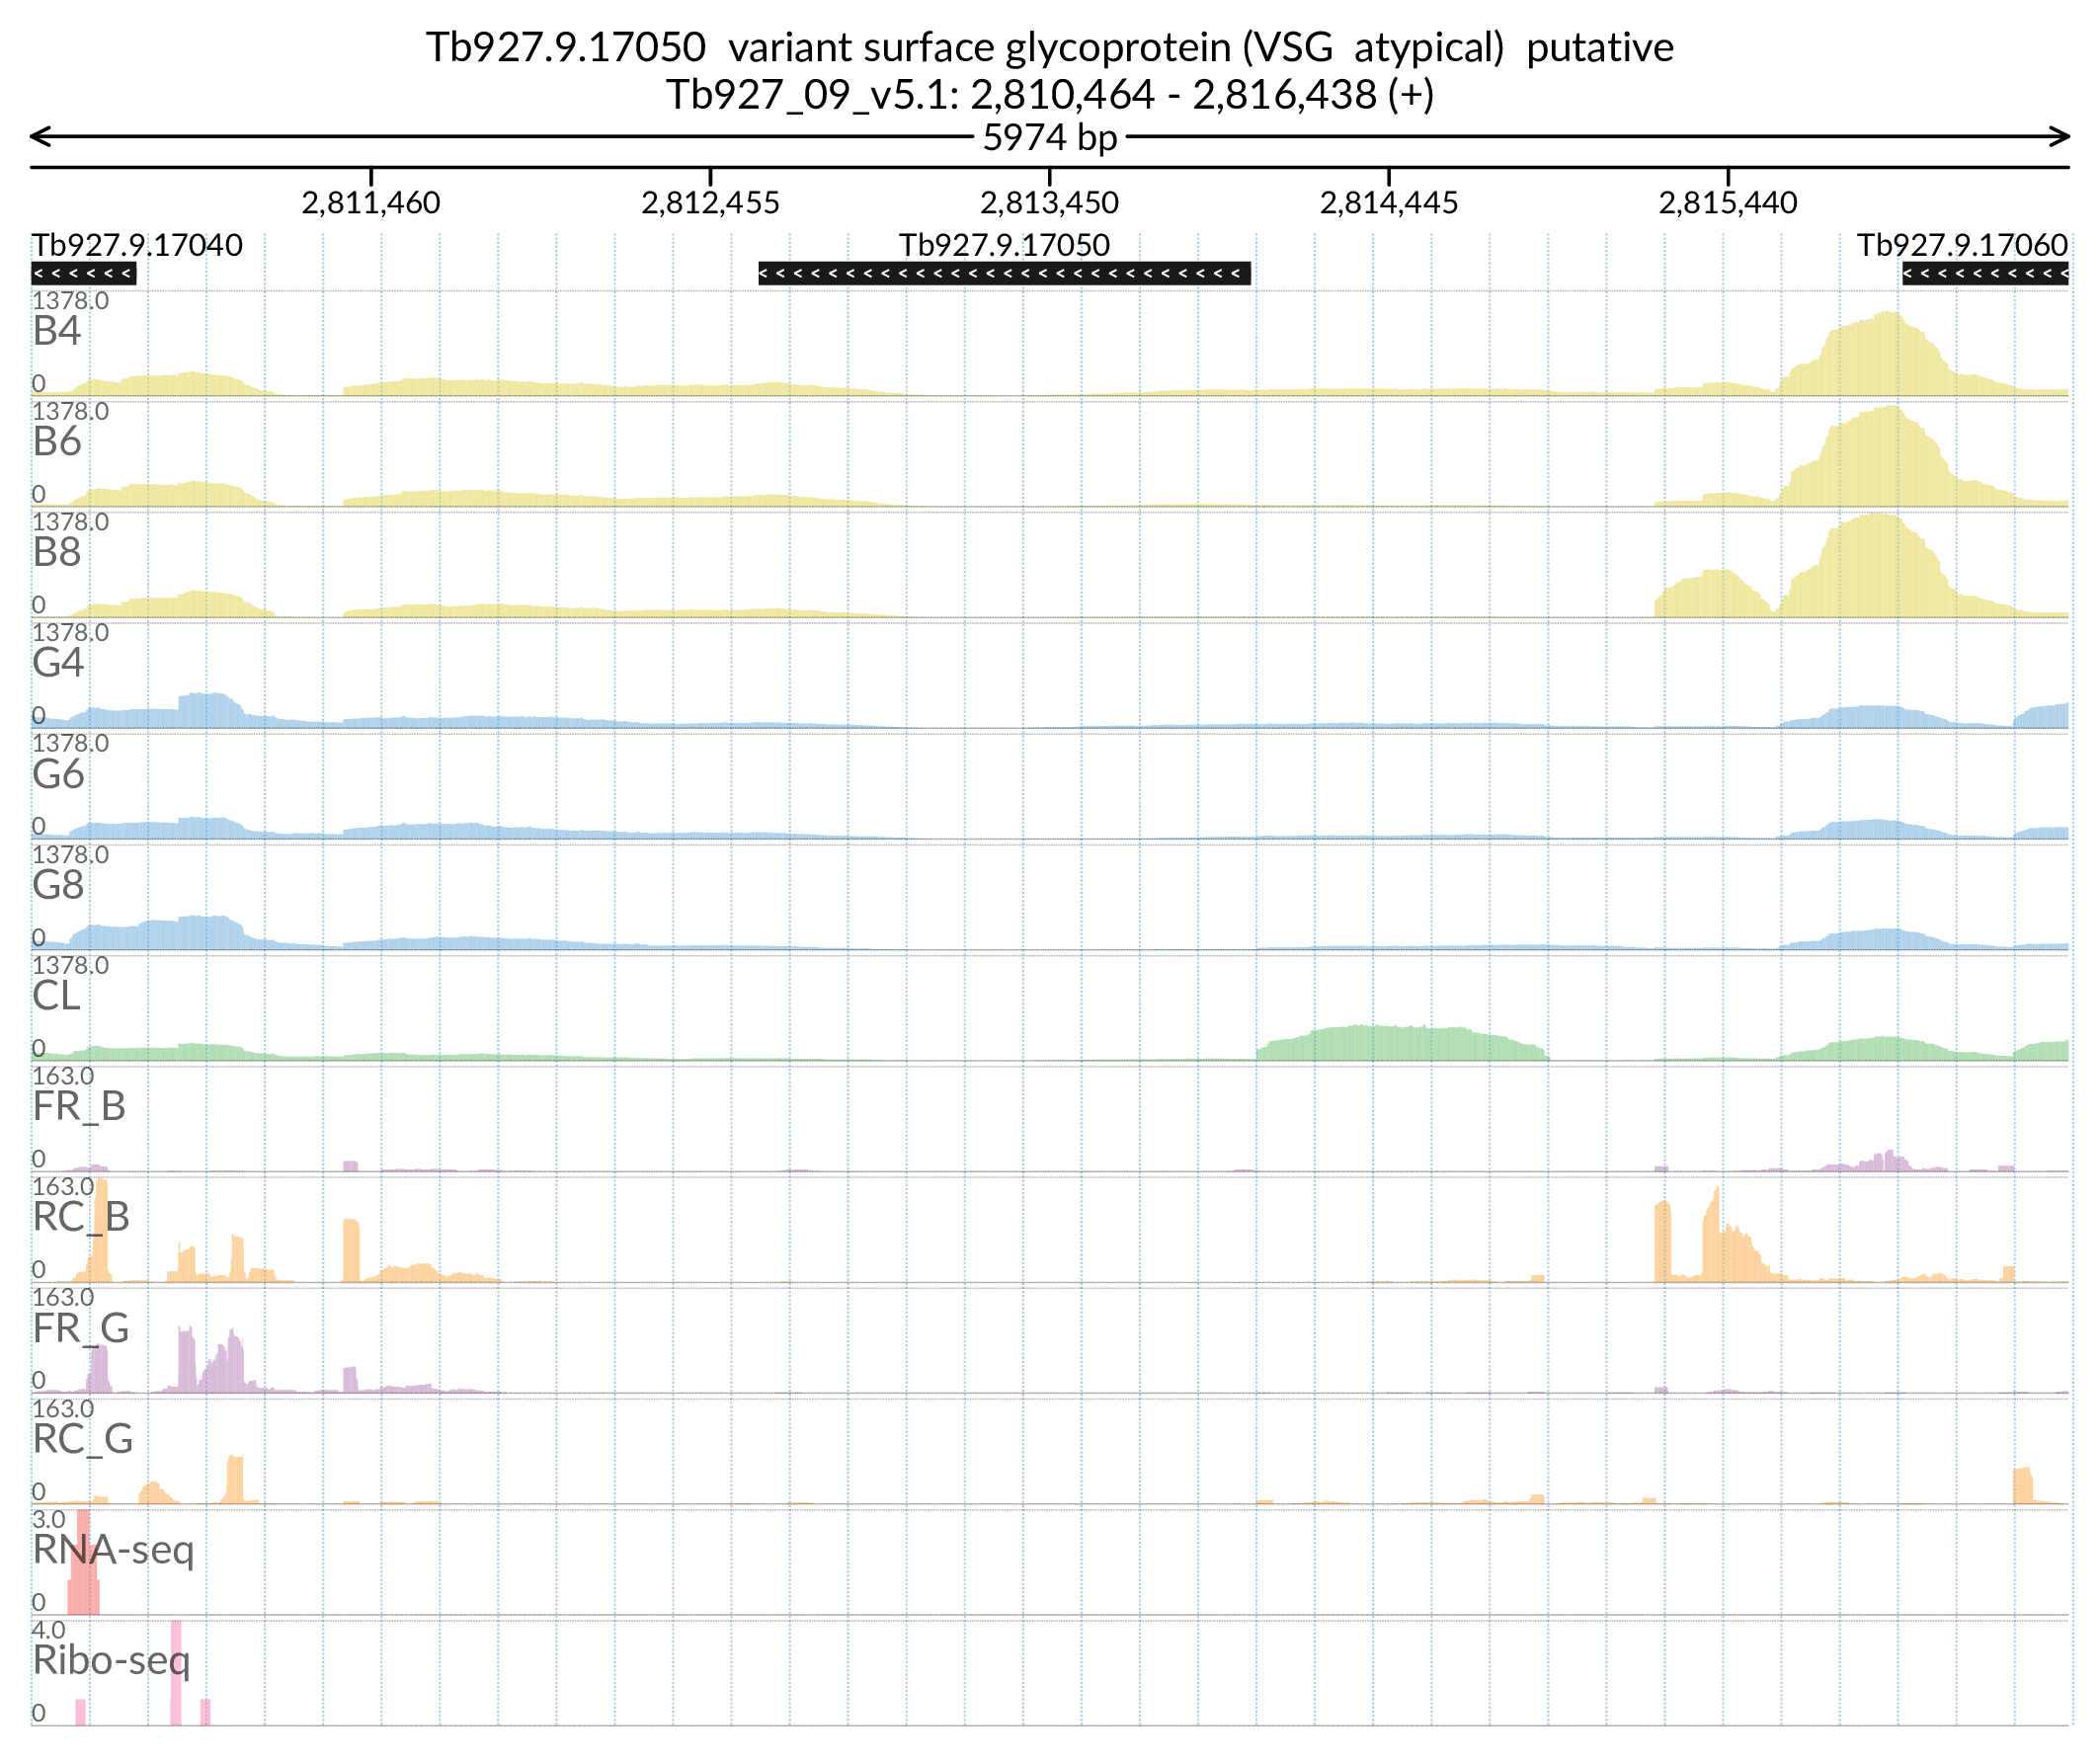 Tb927.9.17050 variant surface glycoprotein (VSG atypical) putative
Tb927_09_v5.1: 2,810,464 - 2,816,438 (+)
5974 bp
2,811,460 2,812,455 2,813,450 2,814,445 2,815,440
Tb927.9.17040 Tb927.9.17050 Tb927.9.17060
1378.0
B4
0
1378.0
B6
0
1378.0
B8
0
1378.0
G4
0
1378.0
G6
0
1378.0
G8
0
1378.0
CL
0
163.0
FR_B
0
163.0
RC_B
0
163.0
FR_G
0
163.0
RC_G
0
3.0
RNA-seq
0
4.0
Ribo-seq
0